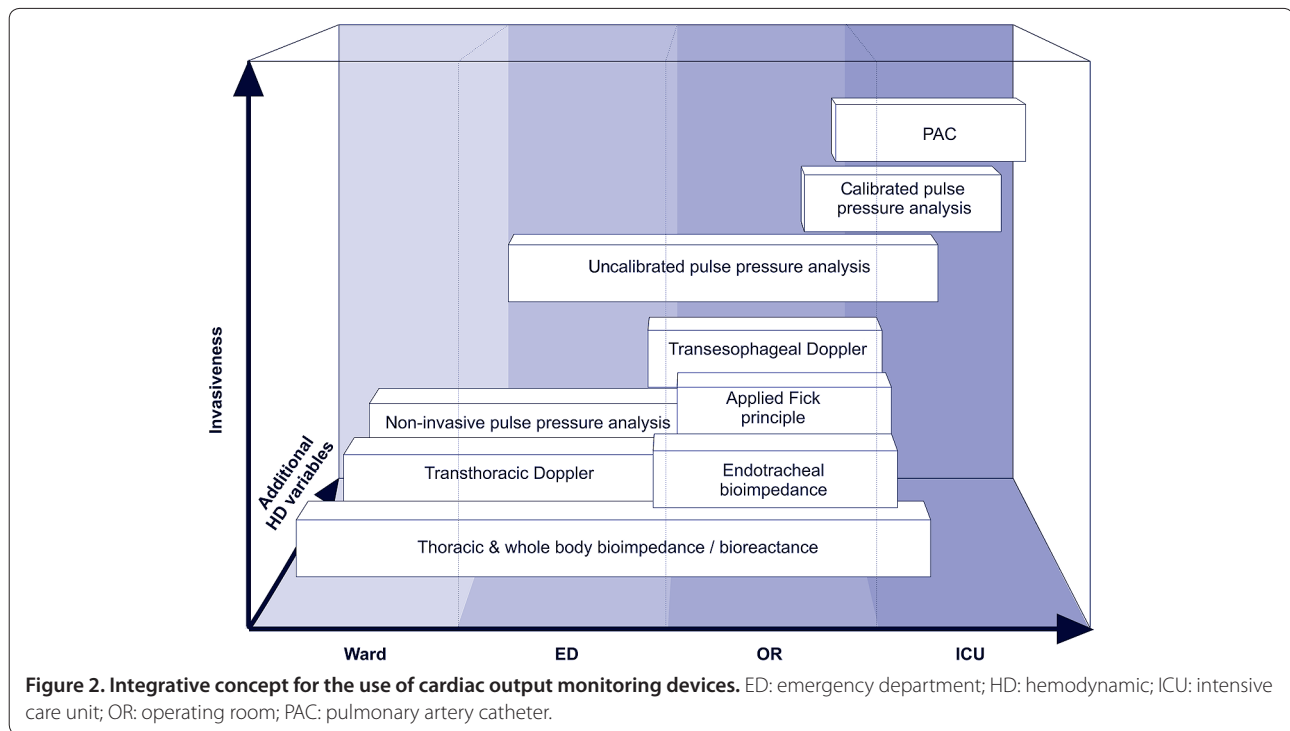 PAC
Calibrated pulse
pressure analysis
Uncalibrated pulse pressure analysis
Transesophageal Doppler
Applied Fick
principle
Non-invasive pulse pressure analysis
Transthoracic Doppler
Endotracheal
bioimpedance
Thoracic & whole body bioimpedance / bioreactance
Invasiveness
Additional
HD variables
Ward
ED
OR
ICU
Figure 2. Integrative concept for the use of cardiac output monitoring devices. ED: emergency department; HD: hemodynamic; ICU: intensive
care unit; OR: operating room; PAC: pulmonary artery catheter.